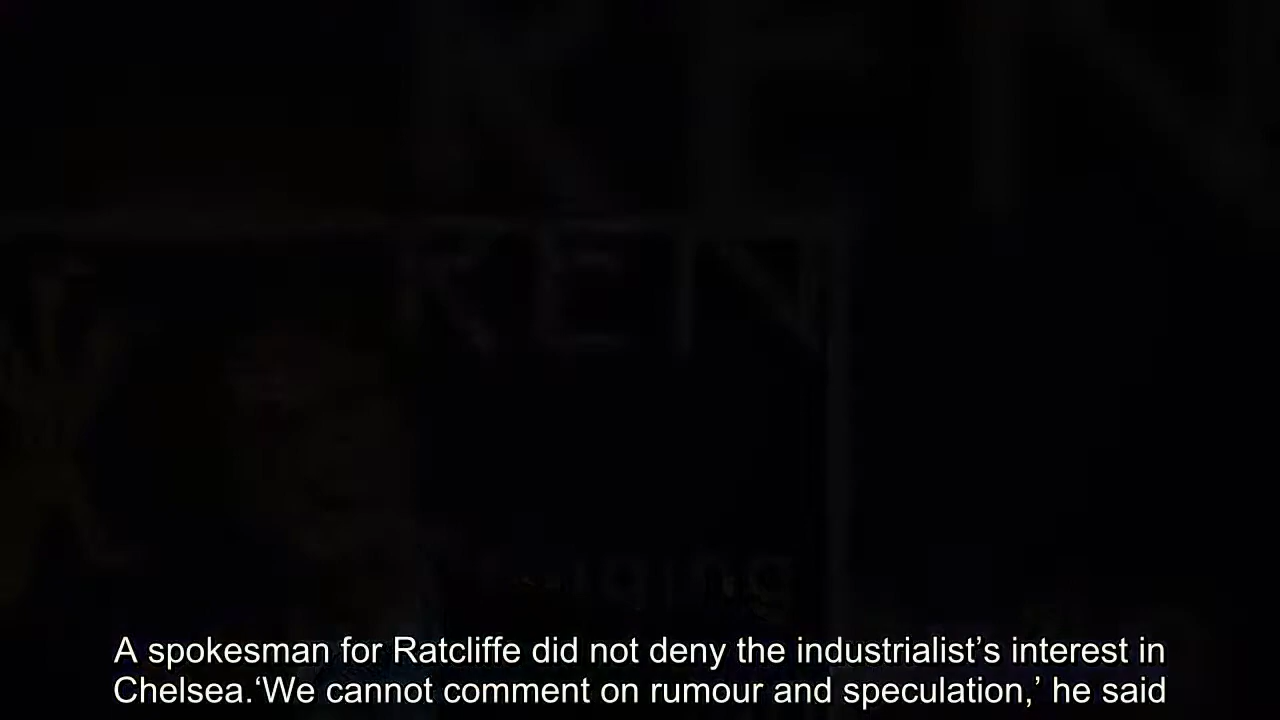 REN
A spokesman for Ratcliffe did not deny the industrialist’s interest in
Chelsea.‘We cannot comment on rumour and speculation,’ he said